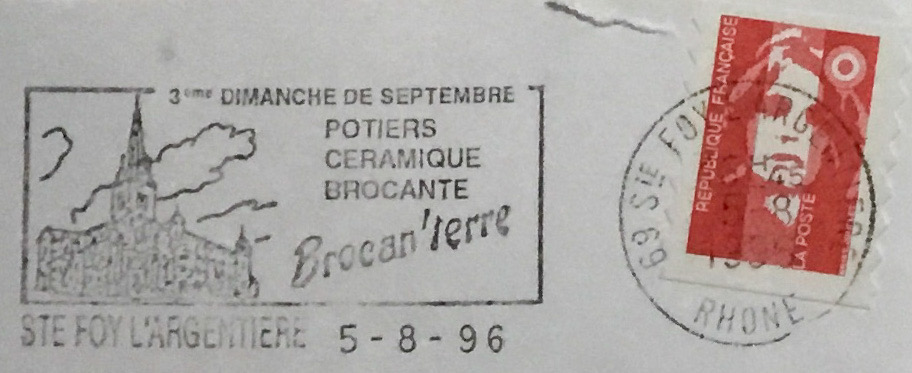 3ème DIMANCHE DE SEPTEMBRE
POTIERS
CERAMIQUE
BROCANTE
Brocan'terre
STE FOY L'ARGENTIERE 5-8-96
REPUBLIQUE FRANÇAISE
LA POSTE
69 STE FOY
RHONE